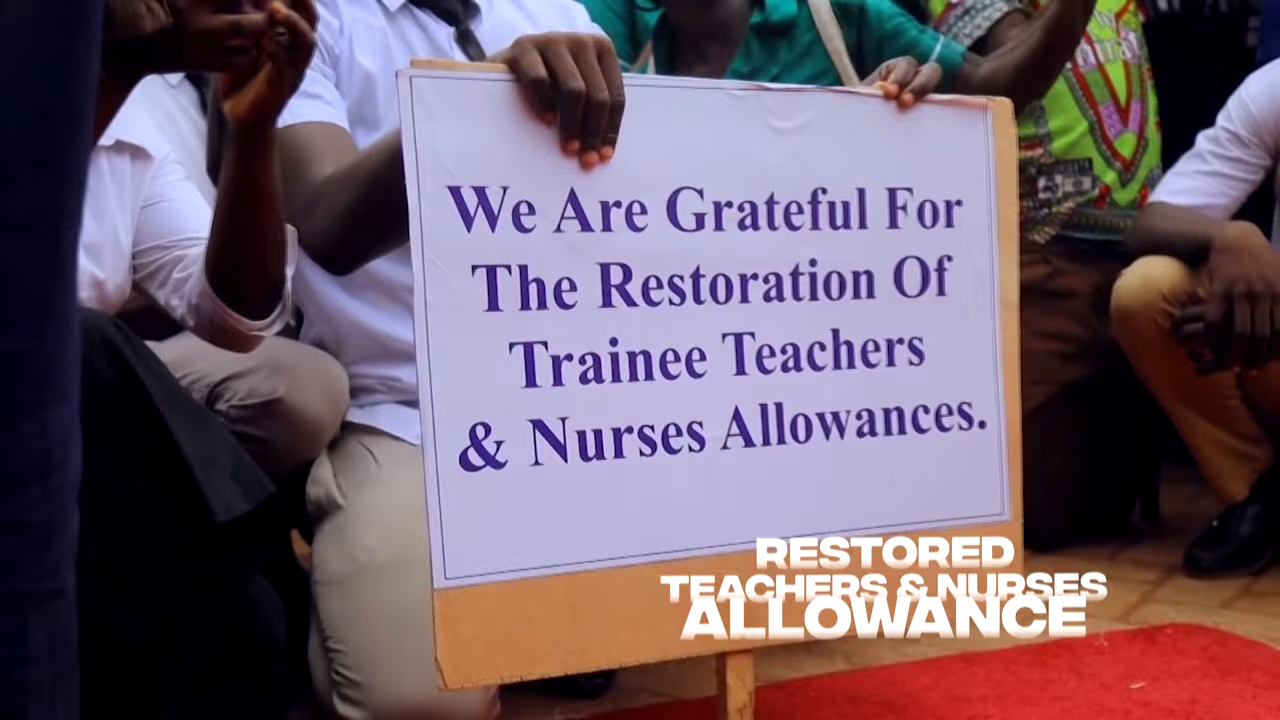 We Are Grateful For
The Restoration Of
Trainee Teachers
& Nurses Allowances.
RESTORED
TEACHERS & NURSES
ALLOWANCE